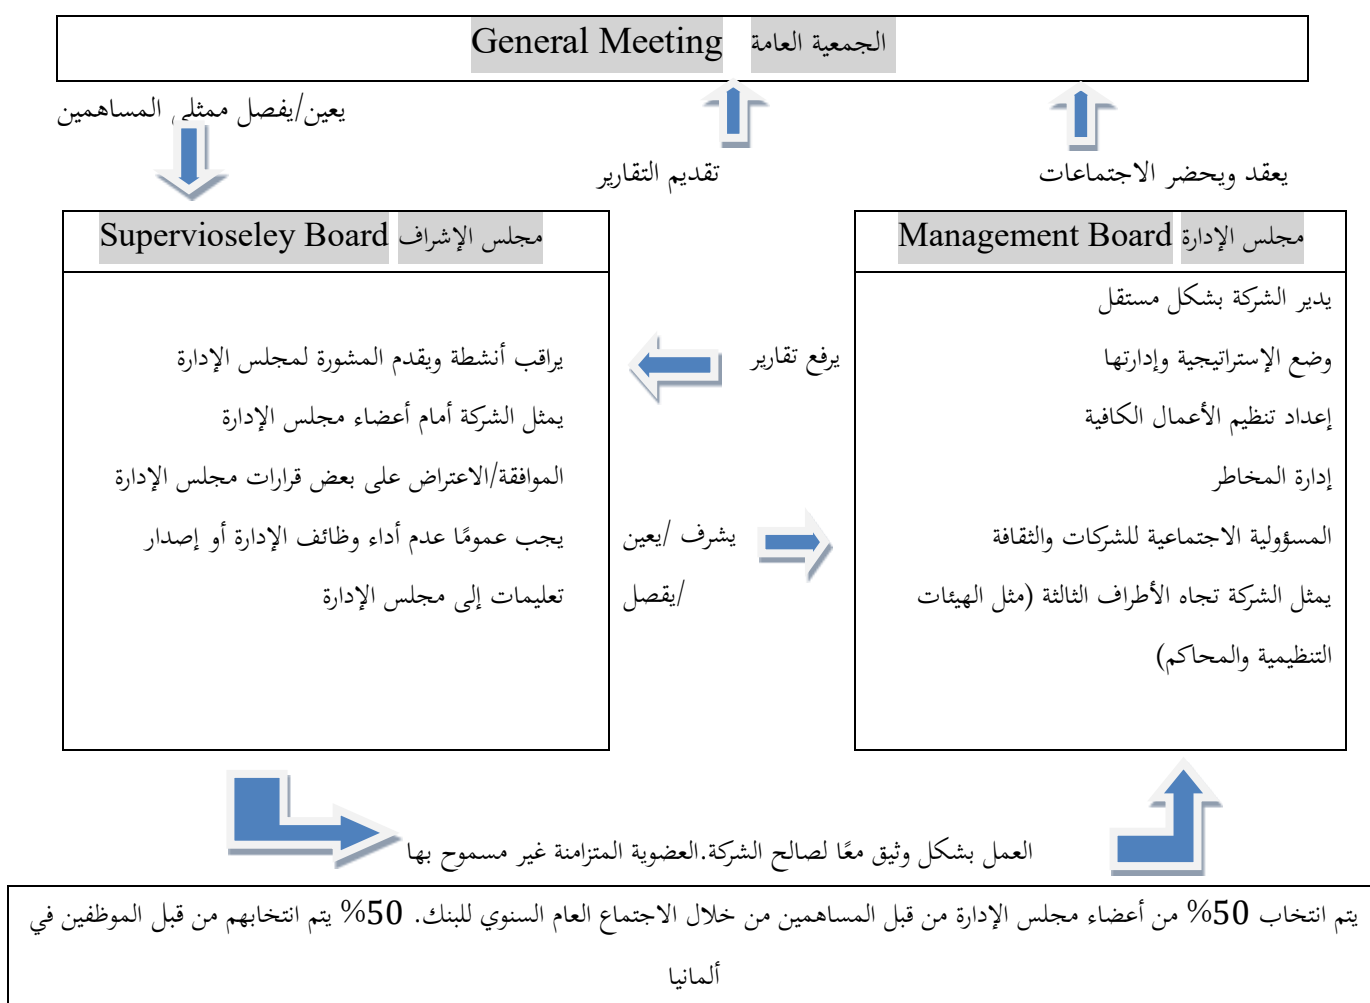 الجمعية العامة General Meeting
يعين/يفصل ممثلي المساهمين
تقديم التقارير
يعقد ويحضر الاجتماعات
مجلس الإدارة Management Board
يدير الشركة بشكل مستقل
وضع الإستراتيجية وإدارتها
إعداد تنظيم الأعمال الكافية
إدارة المخاطر
المسؤولية الاجتماعية للشركات والثقافة
يمثل الشركة تجاه الأطراف الثالثة (مثل الهيئات
التنظيمية والمحاكم)
يرفع تقارير
يشرف /يعين
/يقصل
مجلس الإشراف Supervioseley Board
يراقب أنشطة ويقدم المشورة لمجلس الإدارة
يمثل الشركة أمام أعضاء مجلس الإدارة
الموافقة/الاعتراض على بعض قرارات مجلس الإدارة
يجب عمومًا عدم أداء وظائف الإدارة أو إصدار
تعليمات إلى مجلس الإدارة
العمل بشكل وثيق معًا لصالح الشركة.العضوية المتزامنة غير مسموح بها
يتم انتخاب 50% من أعضاء مجلس الإدارة من قبل المساهمين من خلال الاجتماع العام السنوي للبنك. 50% يتم انتخابهم من قبل الموظفين في
ألمانيا